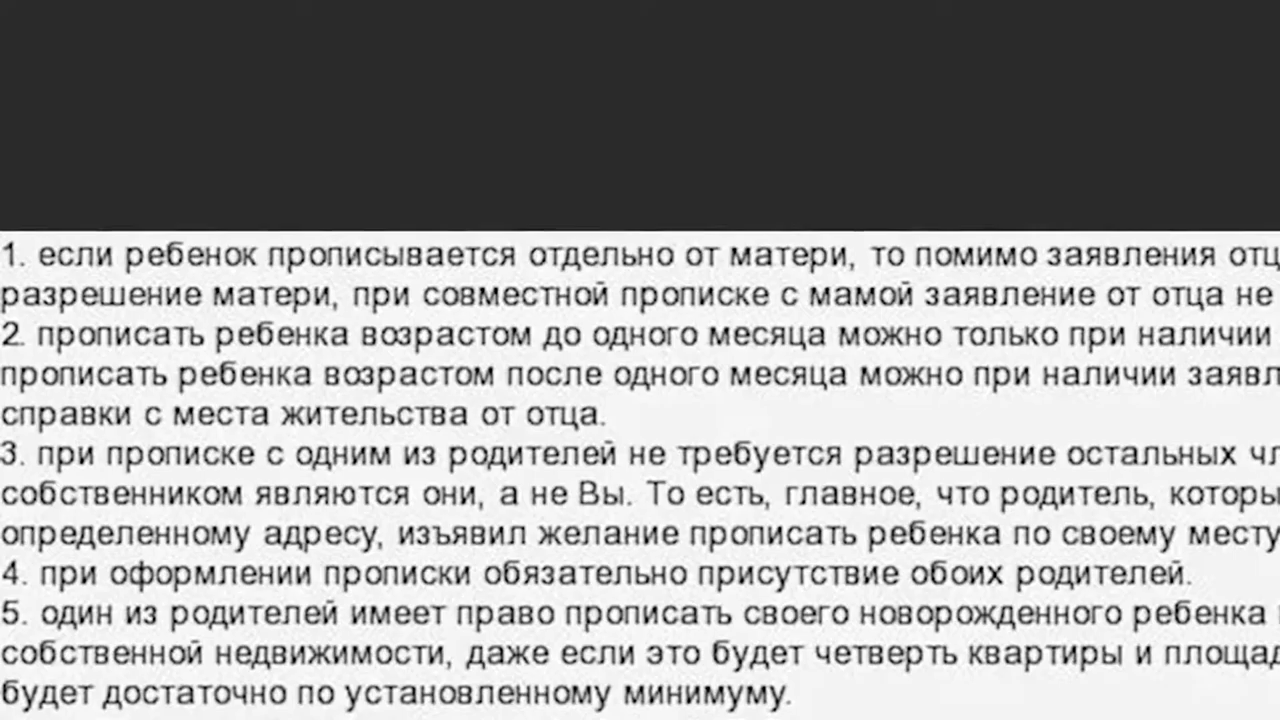 1. если ребенок прописывается отдельно от матери, то помимо заявления отц
разрешение матери, при совместной прописке с мамой заявление от отца не
2. прописать ребенка возрастом до одного месяца можно только при наличии
прописать ребенка возрастом после одного месяца можно при наличии заявл
справки с места жительства от отца.
3. при прописке с одним из родителей не требуется разрешение остальных чл
собственником являются они, а не Вы. То есть, главное, что родитель, которы
определенному адресу, изъявил желание прописать ребенка по своему месту
4. при оформлении прописки обязательно присутствие обоих родителей.
5. один из родителей имеет право прописать своего новорожденного ребенка
собственной недвижимости, даже если это будет четверть квартиры и площад
будет достаточно по установленному минимуму.